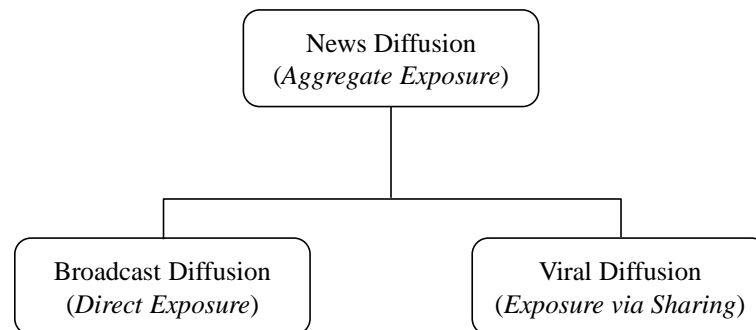 News Diffusion
(Aggregate Exposure)
Broadcast Diffusion
(Direct Exposure)
Viral Diffusion
(Exposure via Sharing)